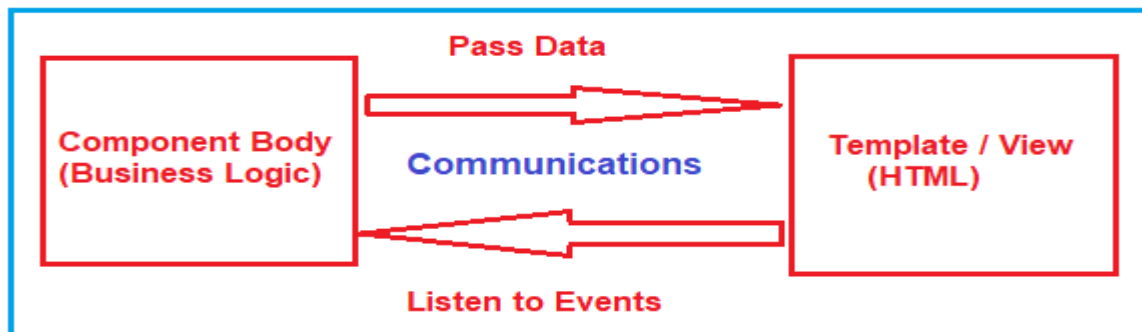 Pass Data
Component Body
(Business Logic)
Communications
Template / View
(HTML)
Listen to Events